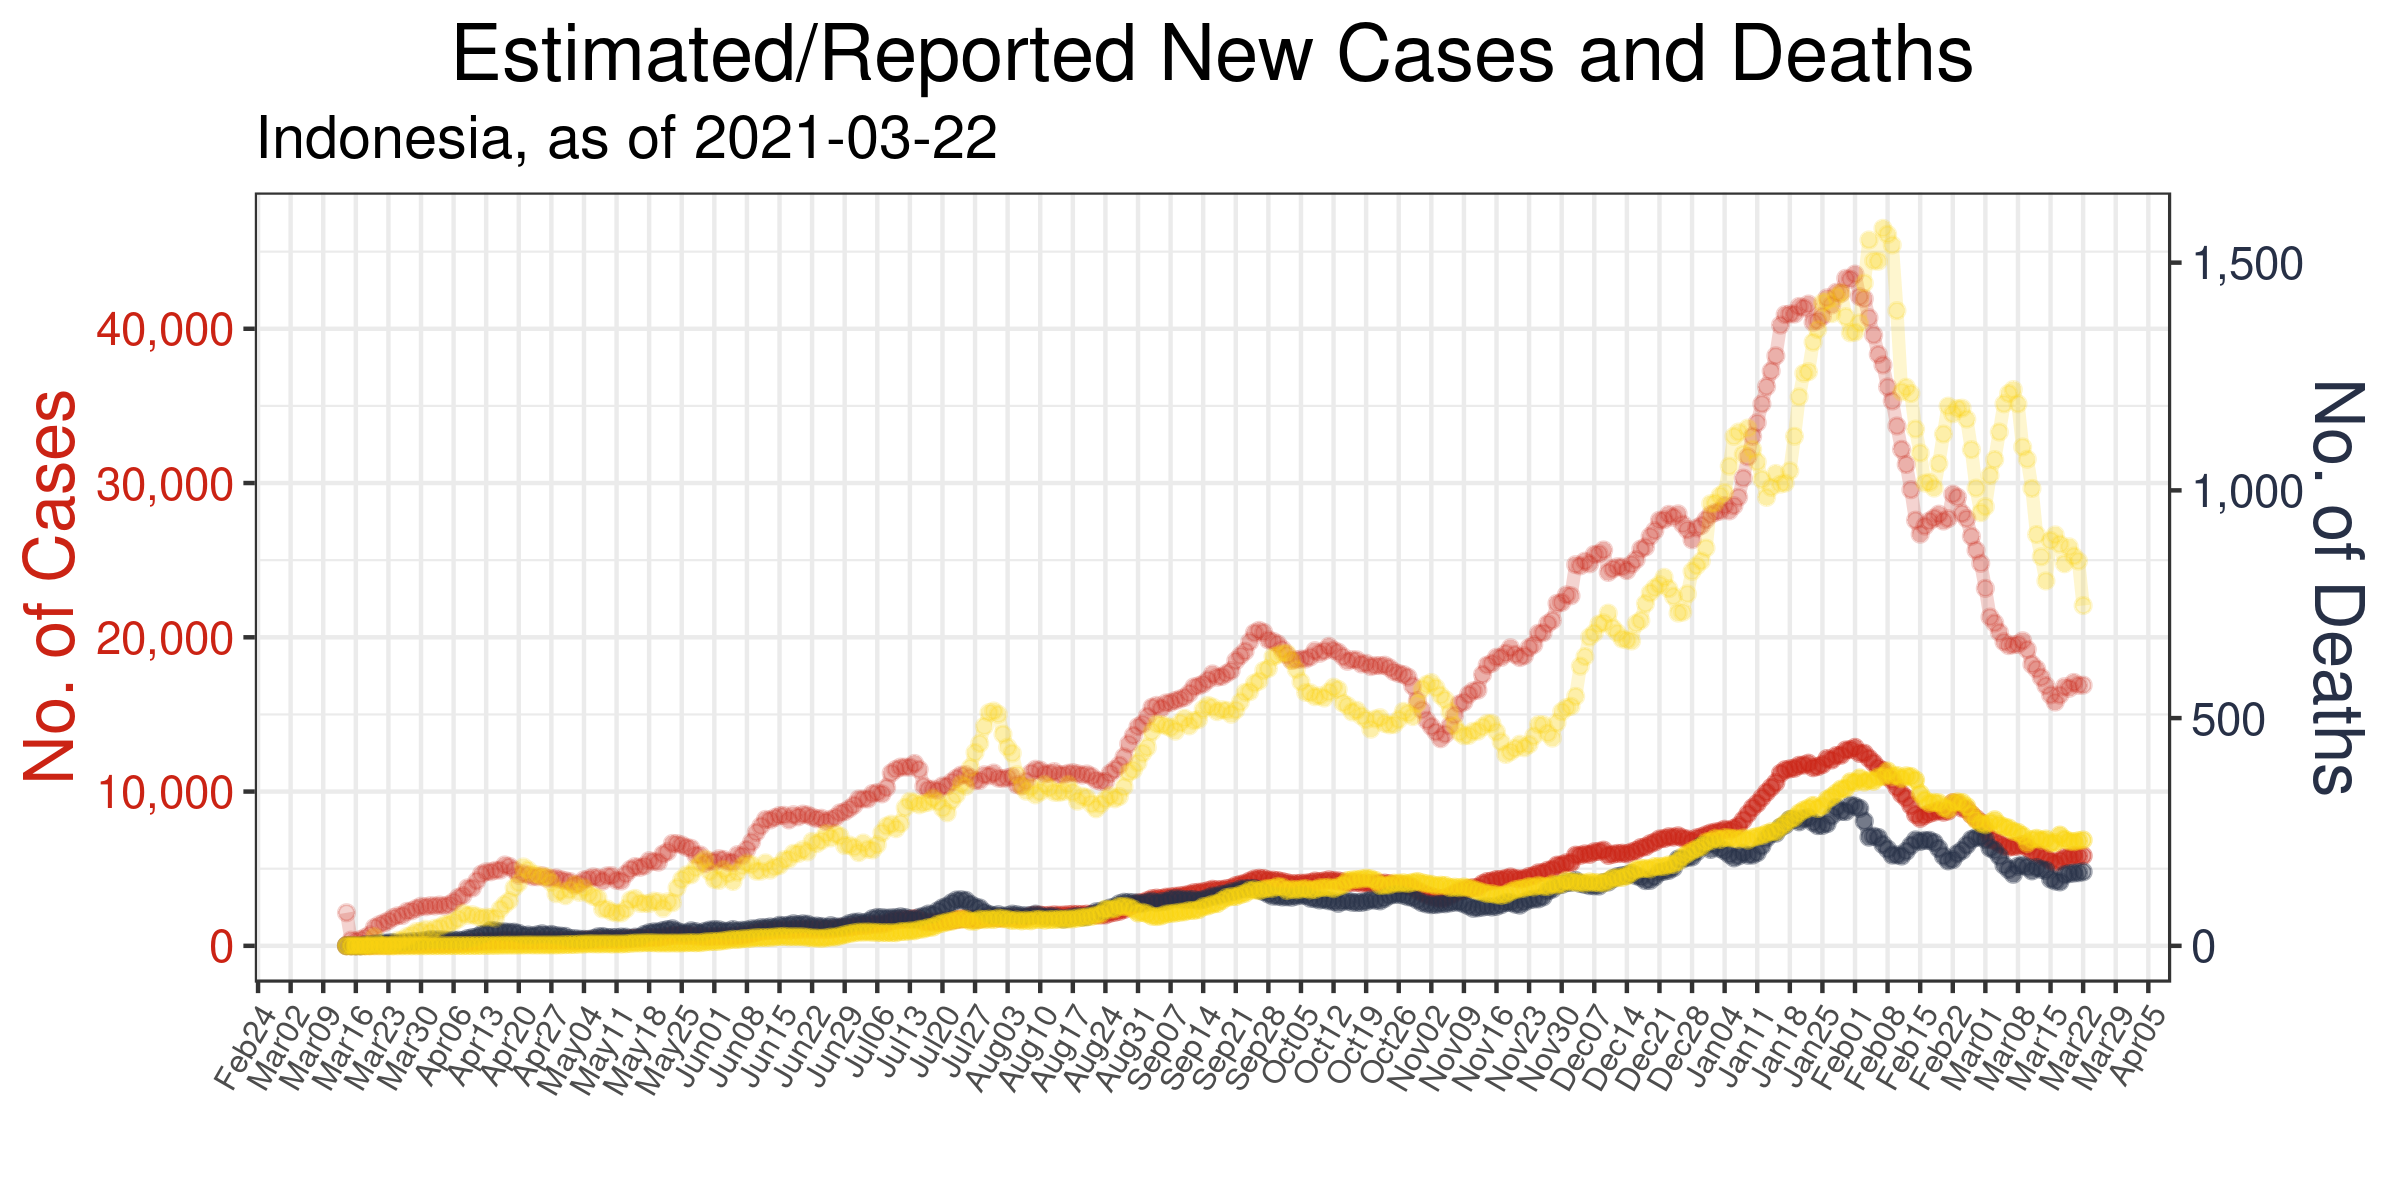 Estimated/Reported New Cases and Deaths
Indonesia, as of 2021-03-22
No. of Cases
40,000
30,000
20,000
10,000
0
1,500
1,000
500
0
No. of Deaths
Feb24
Mar02
Mar09
Mar16
Mar23
Mar30
Apr06
Apr13
Apr20
Apr27
May04
May11
May18
May25
Jun01
Jun08
Jun15
Jun22
Jun29
Jul06
Jul13
Jul20
Jul27
Aug03
Aug10
Aug17
Aug24
Aug31
Sep07
Sep14
Sep21
Sep28
Oct05
Oct12
Oct19
Oct26
Nov02
Nov09
Nov16
Nov23
Nov30
Dec07
Dec14
Dec21
Dec28
Jan04
Jan11
Jan18
Jan25
Feb01
Feb08
Feb15
Feb22
Mar01
Mar08
Mar15
Mar22
Mar29
Apr05